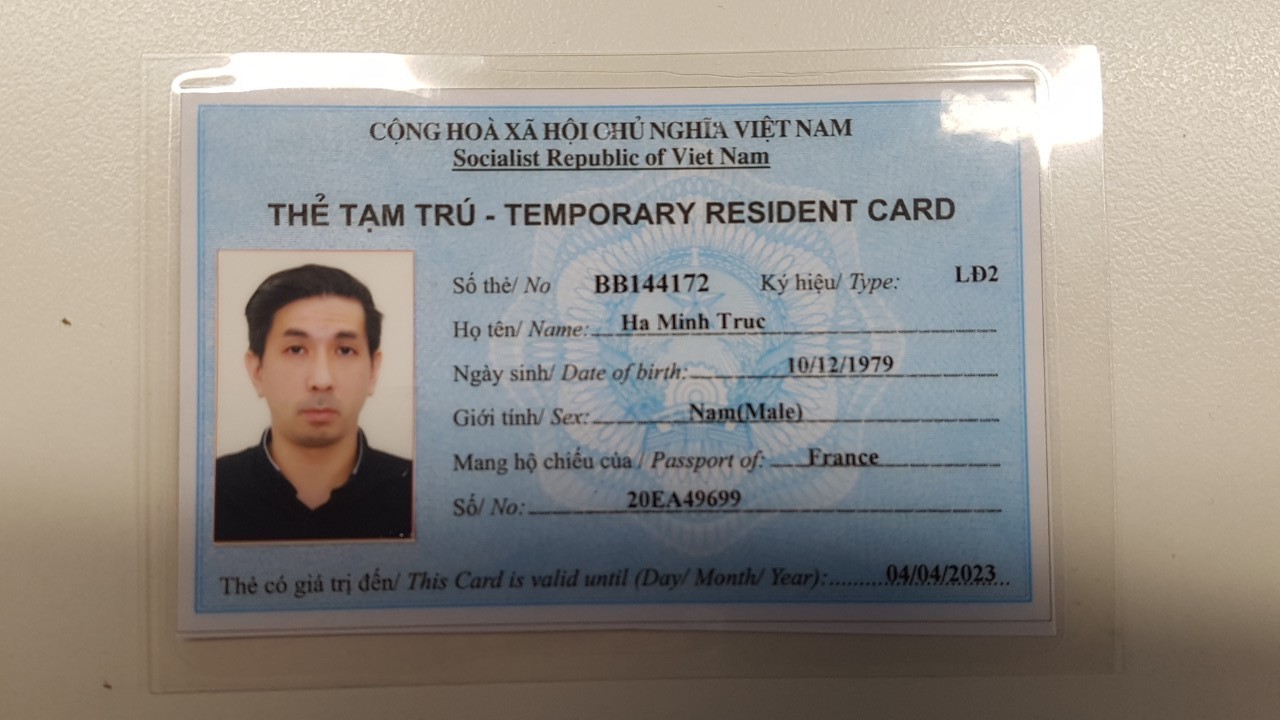 CỘNG HOÀ XÃ HỘI CHỦ NGHĨA VIỆT NAM
Socialist Republic of Viet Nam
THẺ TẠM TRÚ - TEMPORARY RESIDENT CARD
Số thẻ/ No BB144172 Ký hiệu/ Type: LĐ2
Họ tên/ Name: Ha Minh Truc
Ngày sinh/ Date of birth: 10/12/1979
Giới tính/ Sex: Nam(Male)
Mang hộ chiếu của / Passport of: France
Số/ No: 20EA49699
Thẻ có giá trị đến/ This Card is valid until (Day/ Month/ Year): 04/04/2023